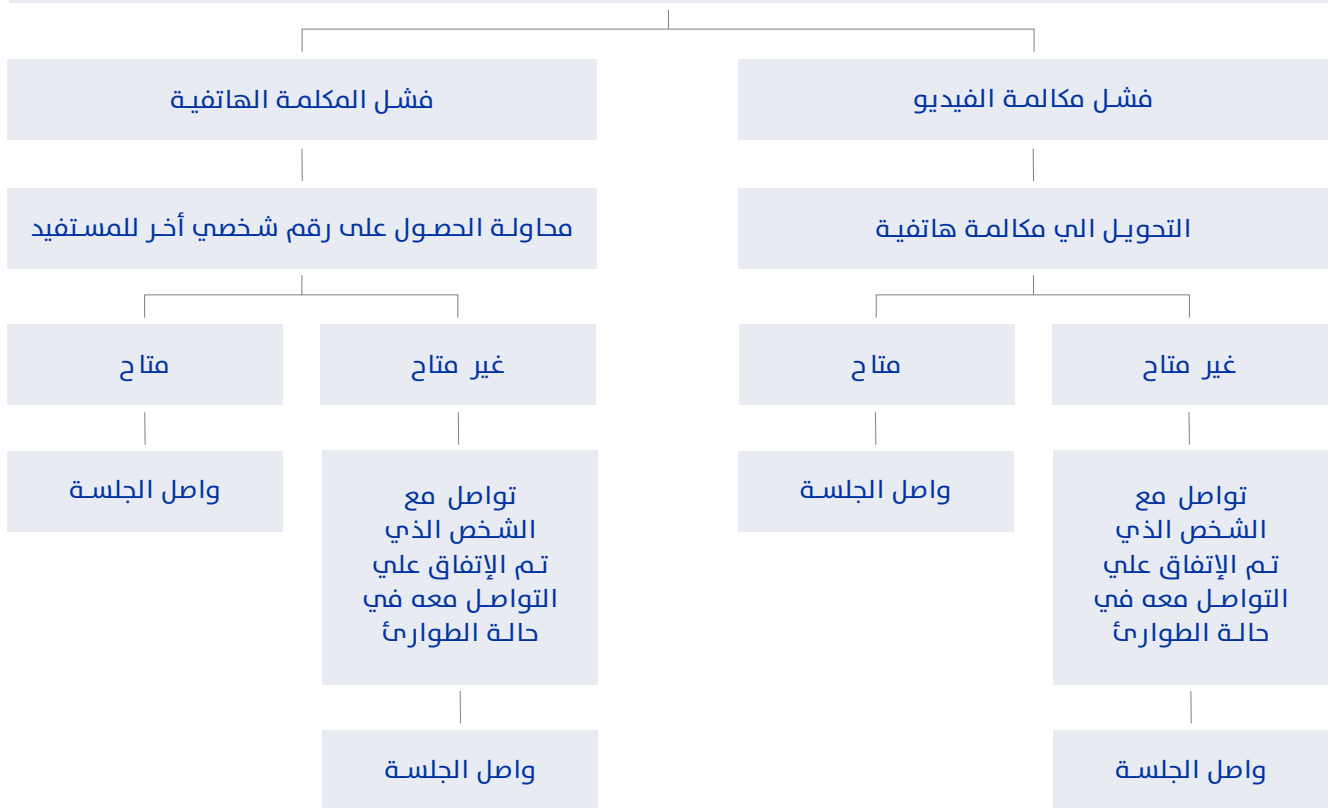 فشل مكالمة الفيديو
فشل المكلمة الهاتفية
التحويل الي مكالمة هاتفية
محاولة الحصول على رقم شخصي أخر للمستفيد
غير متاح
متاح
غير متاح
متاح
تواصل مع
الشخص الذي
تم الإتفاق علي
التواصل معه في
حالة الطوارئ
واصل الجلسة
تواصل مع
الشخص الذي
تم الإتفاق علي
التواصل معه في
حالة الطوارئ
واصل الجلسة
واصل الجلسة
واصل الجلسة